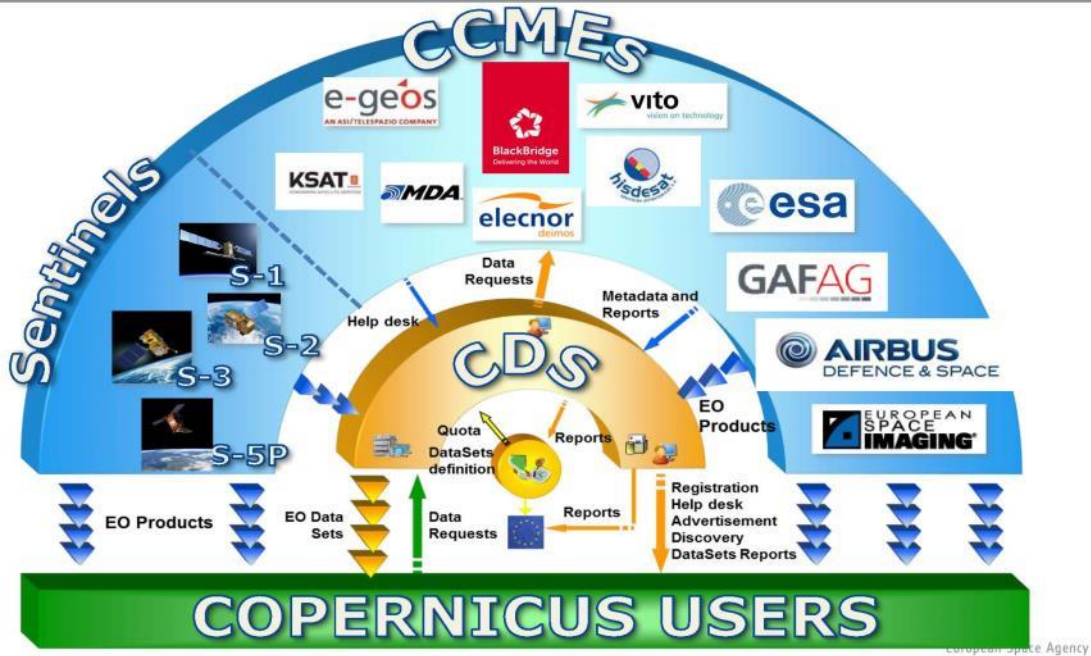 CCMEs
Sentinels
e-geos
AN ASI/TELESPAZIO COMPANY
BlackBridge
Delivering the World
vito
vision on technology
KSAT
MDA
elecnor
deimos
hisdesat
esa
GAFAG
AIRBUS
DEFENCE & SPACE
EUROPEAN
SPACE
IMAGING
S-1
S-2
S-3
S-5P
Data
Requests
Help desk
Metadata and
Reports
CDS
EO
Products
Quota
DataSets
definition
Reports
Reports
EO Products
EO Data
Sets
Data
Requests
Registration
Help desk
Advertisement
Discovery
DataSets Reports
COPERNICUS USERS
European Space Agency